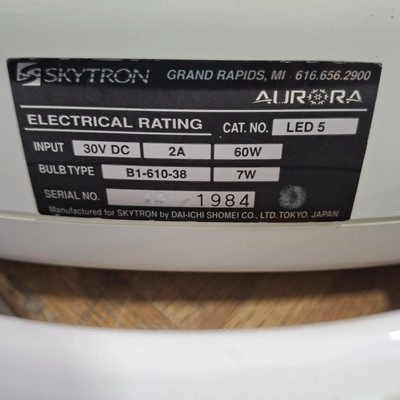 SKYTRON GRAND RAPIDS, MI 616.656.2900
AURORA
ELECTRICAL RATING CAT. NO. LED 5
INPUT 30V DC 2A 60W
BULB TYPE B1-610-38 7W
SERIAL NO. 1984
Manufactured for SKYTRON by DAI-ICHI SHOMEI CO., LTD. TOKYO, JAPAN